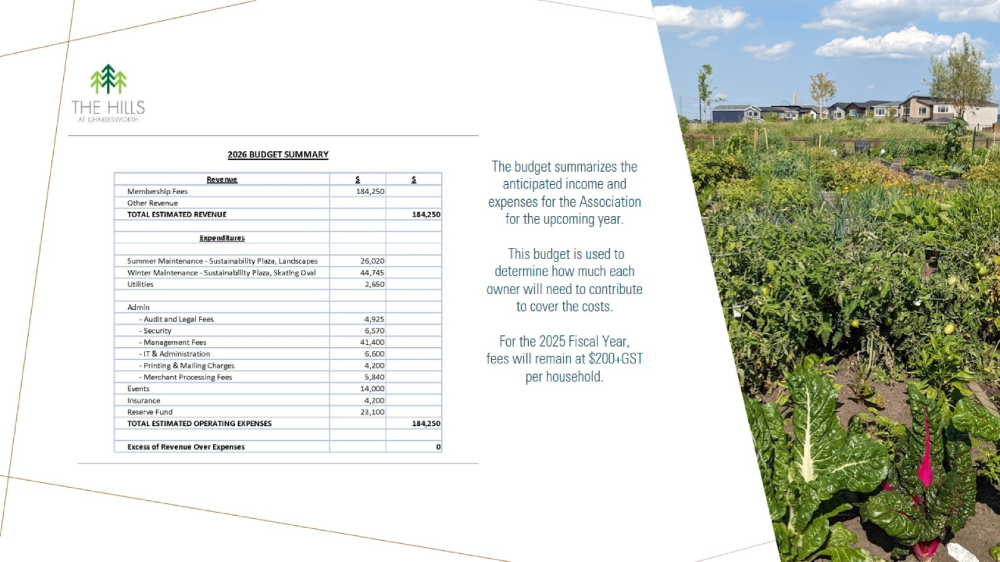 THE HILLS
AT CHARLESWORTH
2026 BUDGET SUMMARY
Revenue $ $
Membership Fees 184,250
Other Revenue
TOTAL ESTIMATED REVENUE 184,250
Expenditures
Summer Maintenance - Sustainability Plaza, Landscapes 26,020
Winter Maintenance - Sustainability Plaza, Skating Oval 44,745
Utilities 2,650
Admin
- Audit and Legal Fees 4,925
- Security 6,570
- Management Fees 41,400
- IT & Administration 6,600
- Printing & Mailing Charges 4,200
- Merchant Processing Fees 5,840
Events 14,000
Insurance 4,200
Reserve Fund 23,100
TOTAL ESTIMATED OPERATING EXPENSES 184,250
Excess of Revenue Over Expenses 0
The budget summarizes the
anticipated income and
expenses for the Association
for the upcoming year.
This budget is used to
determine how much each
owner will need to contribute
to cover the costs.
For the 2025 Fiscal Year,
fees will remain at $200+GST
per household.